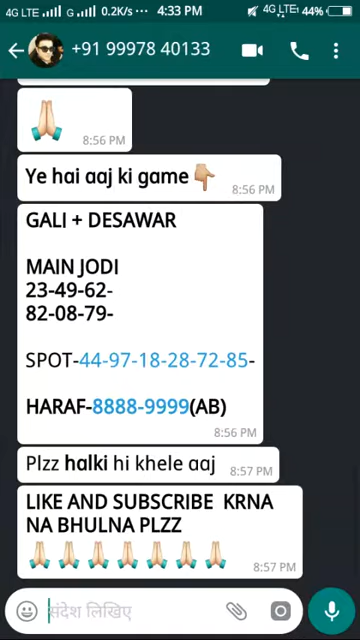 4G LTE G 0.2K/s ... 4:33 PM 4G LTE 44%
+91 99978 40133
8:56 PM
Ye hai aaj ki game
8:56 PM
GALI + DESAWAR
MAIN JODI
23-49-62-
82-08-79-
SPOT-44-97-18-28-72-85-
HARAF-8888-9999(AB)
8:56 PM
Plzz halki hi khele aaj 8:57 PM
LIKE AND SUBSCRIBE KRNA
NA BHULNA PLZZ
8:57 PM
संदेश लिखिए